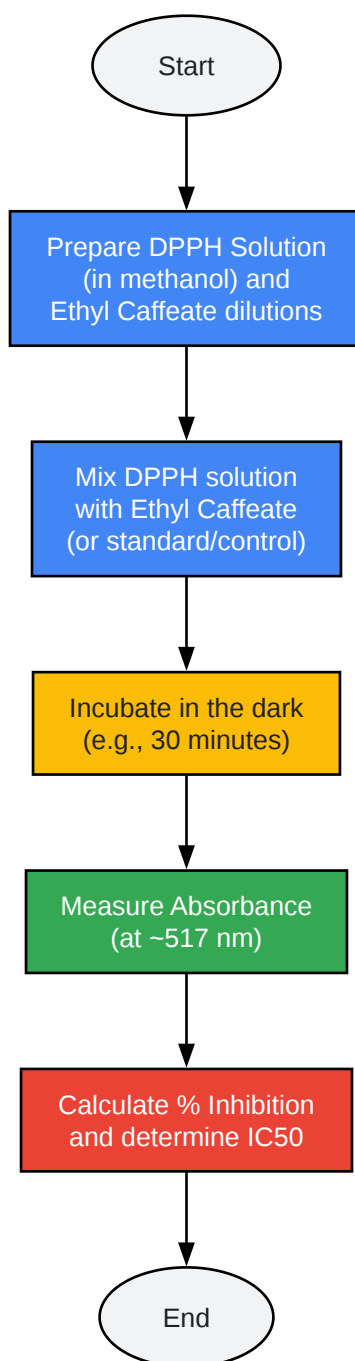 Start
Prepare DPPH Solution
(in methanol) and
Ethyl Caffeate dilutions
Mix DPPH solution
with Ethyl Caffeate
(or standard/control)
Incubate in the dark
(e.g., 30 minutes)
Measure Absorbance
(at ~517 nm)
Calculate % Inhibition
and determine IC50
End